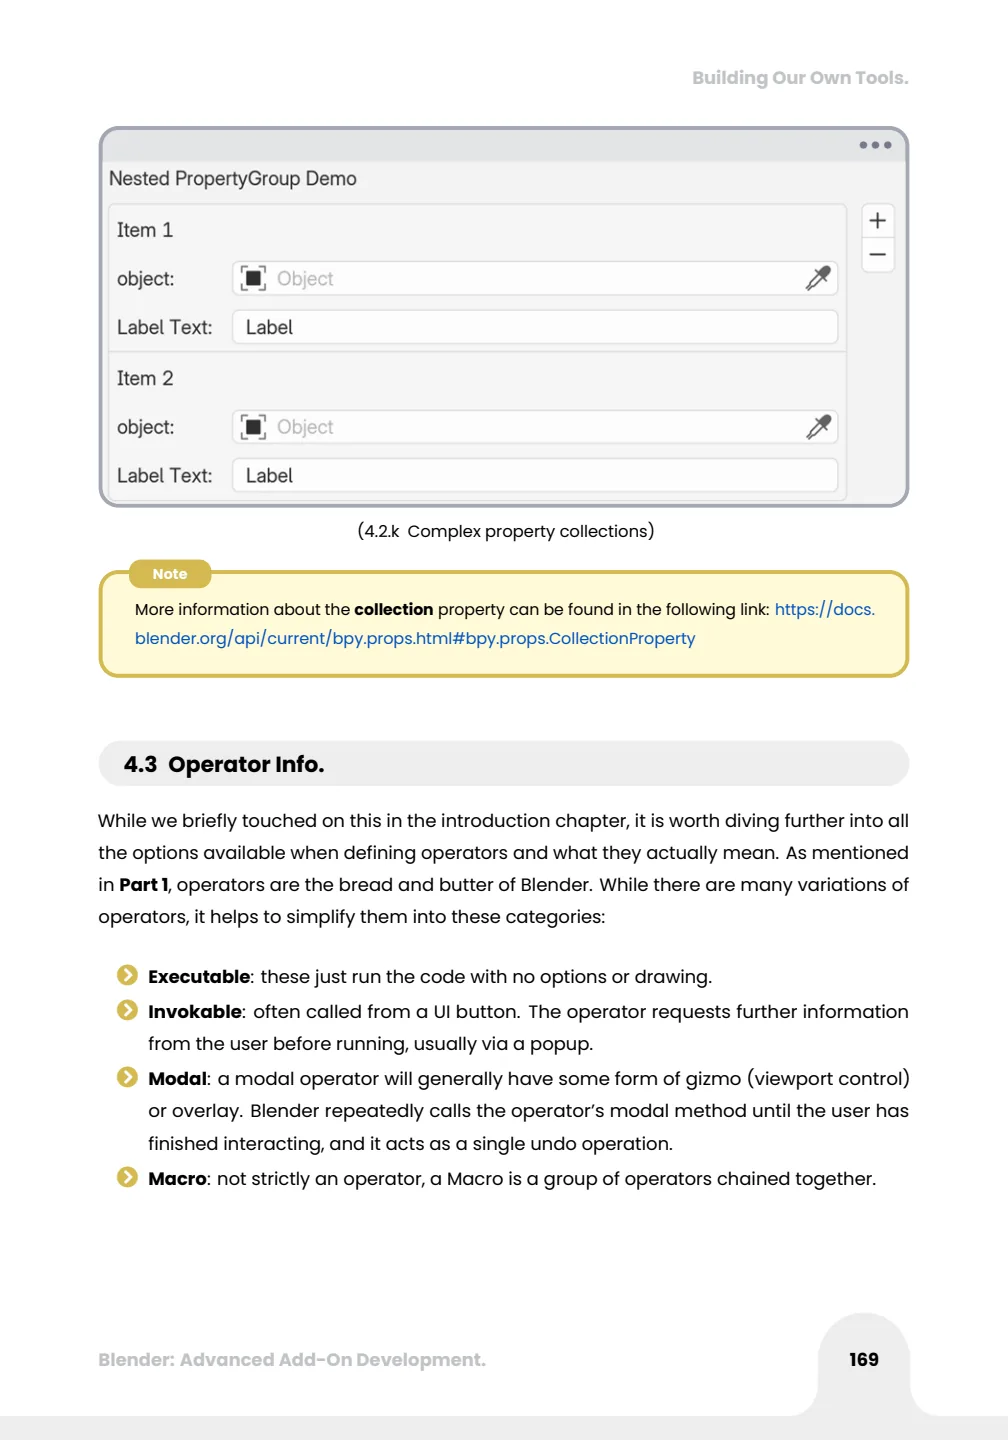 Building Our Own Tools.
Nested PropertyGroup Demo
Item 1
object:
Object
Label Text:
Label
Item 2
object:
Object
Label Text:
Label
(4.2.k  Complex property collections)
Note
More information about the collection property can be found in the following link: https://docs.
blender.org/api/current/bpy.props.html#bpy.props.CollectionProperty
4.3  Operator Info.
While we briefly touched on this in the introduction chapter, it is worth diving further into all
the options available when defining operators and what they actually mean. As mentioned
in Part 1, operators are the bread and butter of Blender. While there are many variations of
operators, it helps to simplify them into these categories:
Executable: these just run the code with no options or drawing.
Invokable: often called from a UI button. The operator requests further information
from the user before running, usually via a popup.
Modal: a modal operator will generally have some form of gizmo (viewport control)
or overlay. Blender repeatedly calls the operator's modal method until the user has
finished interacting, and it acts as a single undo operation.
Macro: not strictly an operator, a Macro is a group of operators chained together.
Blender: Advanced Add-On Development.
169